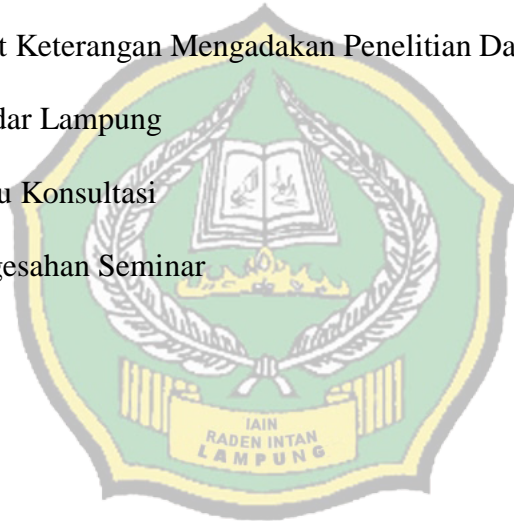 t Keterangan Mengadakan Penelitian Da
dar Lampung
u Konsultasi
gesahan Seminar
IAIN
RADEN INTAN
LAMPUNG